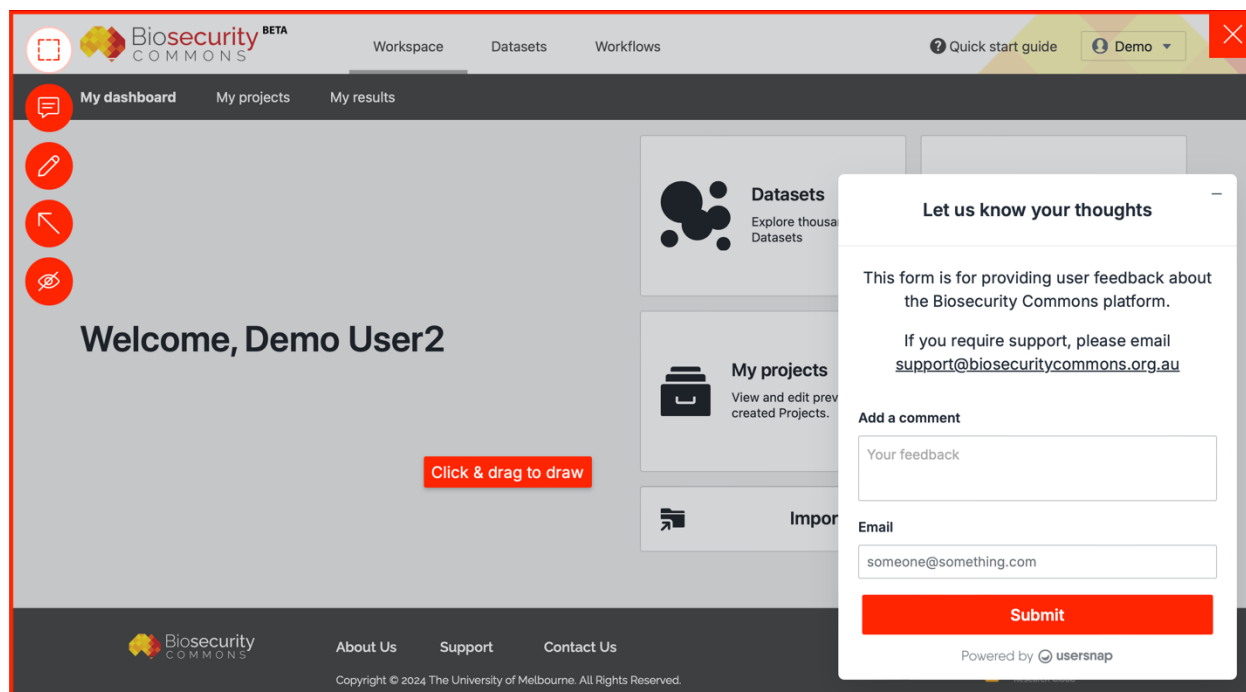 Biosecurity BETA
COMMONS
Workspace
Datasets
Workflows
Quick start guide
Demo
My dashboard
My projects
My results
Welcome, Demo User2
Click & drag to draw
Datasets
Explore thousa
Datasets
My projects
View and edit prev
created Projects.
Impor
Let us know your thoughts
This form is for providing user feedback about
the Biosecurity Commons platform.
If you require support, please email
support@biosecuritycommons.org.au
Add a comment
Your feedback
Email
someone@something.com
Submit
Powered by usersnap
Biosecurity
COMMONS
About Us
Support
Contact Us
Copyright © 2024 The University of Melbourne. All Rights Reserved.